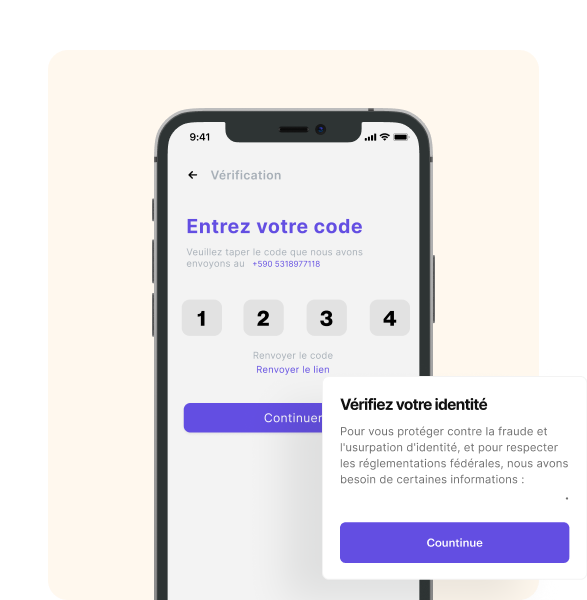 9:41
Vérification
Entrez votre code
Veuillez taper le code que nous avons
envoyons au +590 5318977118
1 2 3 4
Renvoyer le code
Renvoyer le lien
Continuer
Vérifiez votre identité
Pour vous protéger contre la fraude et
l'usurpation d'identité, et pour respecter
les réglementations fédérales, nous avons
besoin de certaines informations :
.
Countinue